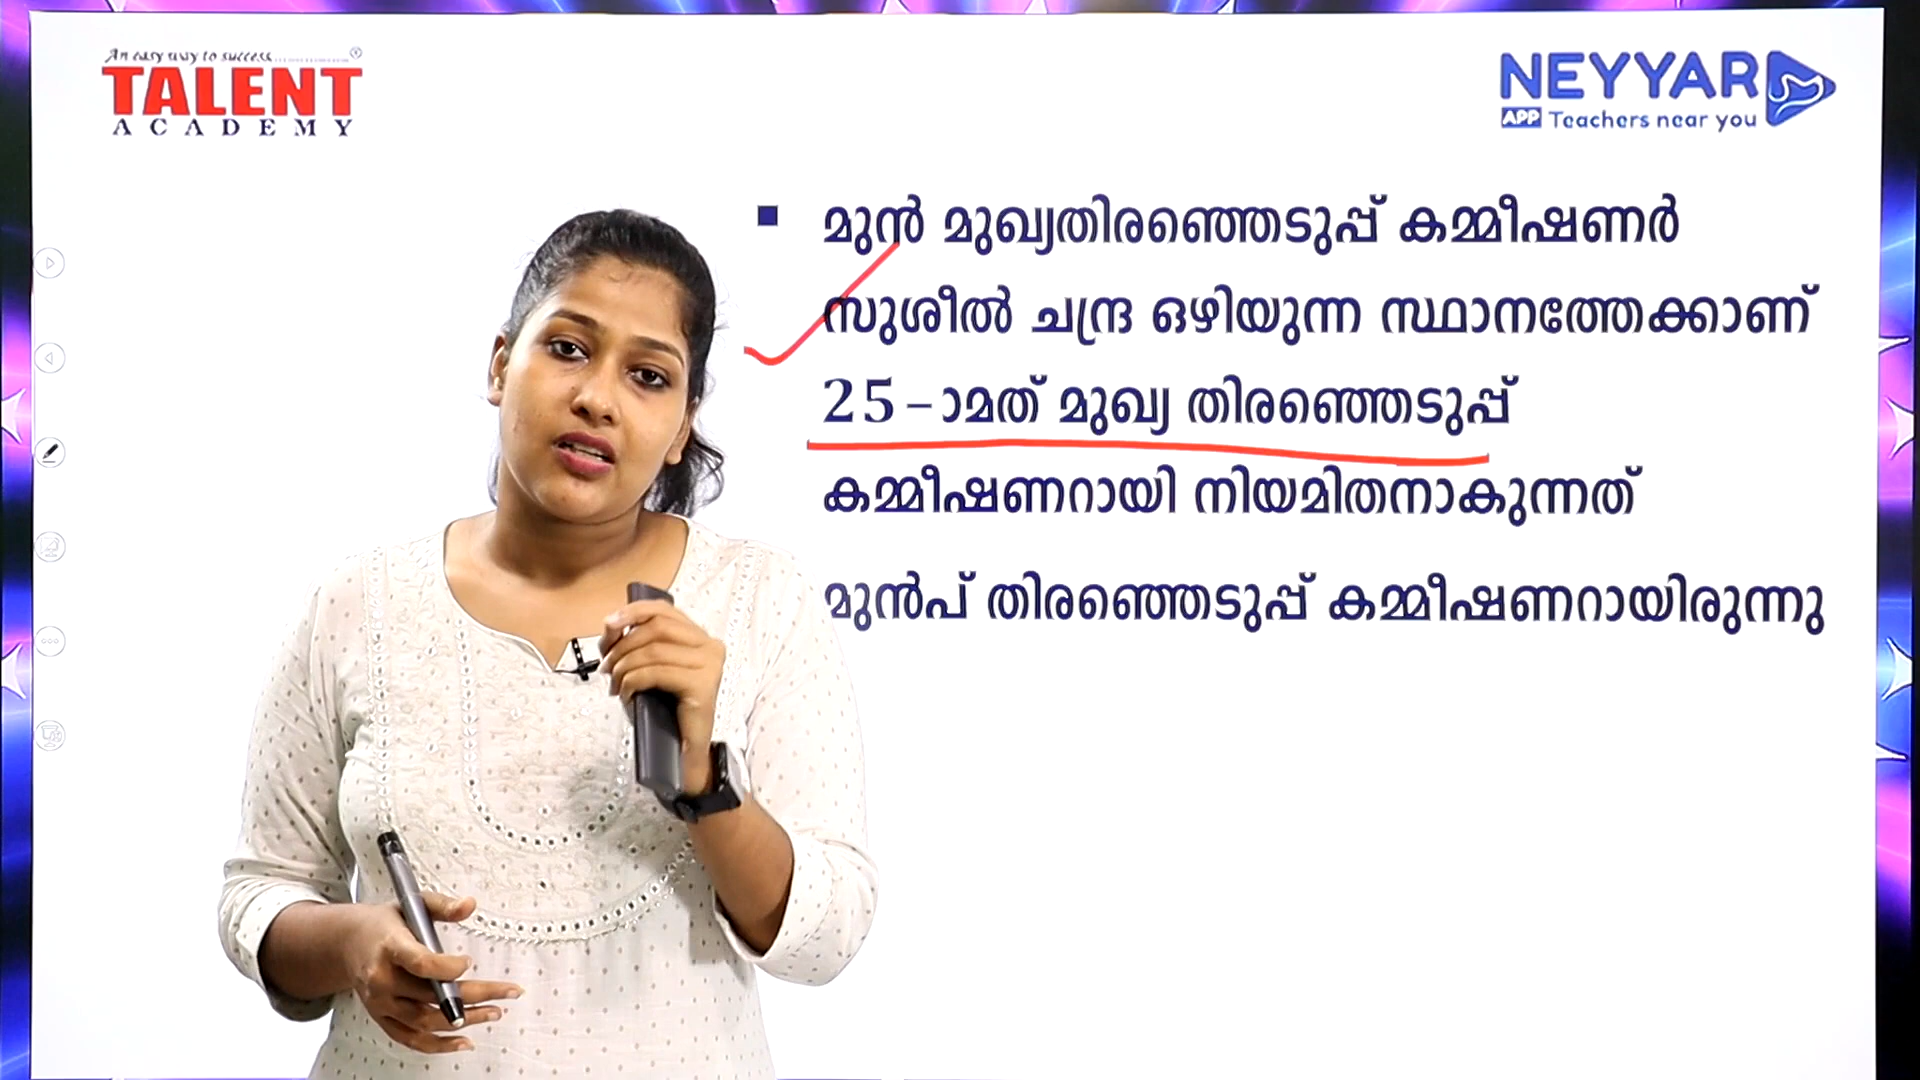 An easy way to success
TALENT
ACADEMY
NEYYAR
APP Teachers near you
മുൻ മുഖ്യതിരഞ്ഞെടുപ്പ് കമ്മീഷണർ
സുശീൽ ചന്ദ്ര ഒഴിയുന്ന സ്ഥാനത്തേക്കാണ്
25-ാമത് മുഖ്യ തിരഞ്ഞെടുപ്പ്
കമ്മീഷണറായി നിയമിതനാകുന്നത്
മുൻപ് തിരഞ്ഞെടുപ്പ് കമ്മീഷണറായിരുന്നു